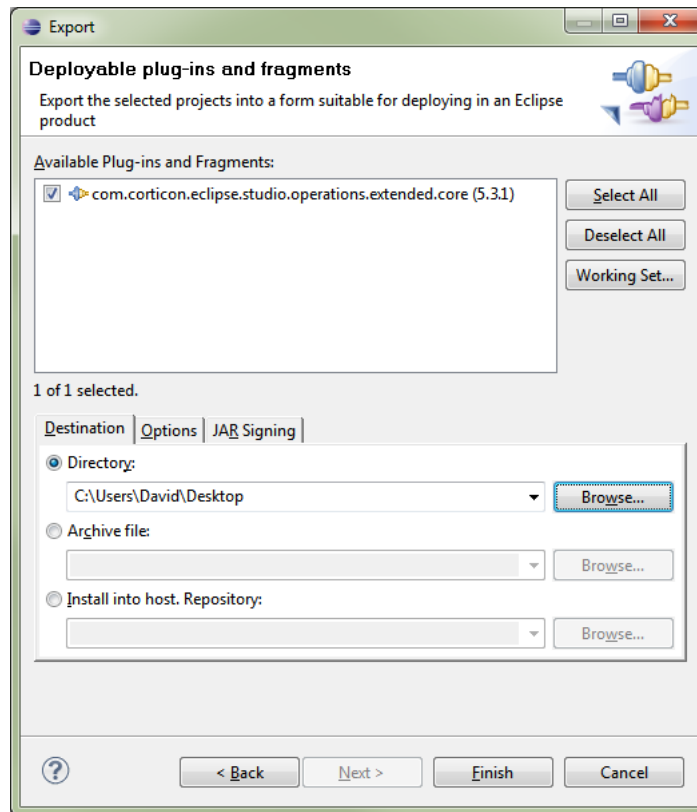 Export
Deployable plug-ins and fragments
Export the selected projects into a form suitable for deploying in an Eclipse
product
Available Plug-ins and Fragments:
com.corticon.eclipse.studio.operations.extended.core (5.3.1)
Select All
Deselect All
Working Set...
1 of 1 selected.
Destination
Options
JAR Signing
Directory:
C:\Users\David\Desktop
Browse...
Archive file:
Browse...
Install into host. Repository:
Browse...
?
< Back
Next >
Finish
Cancel